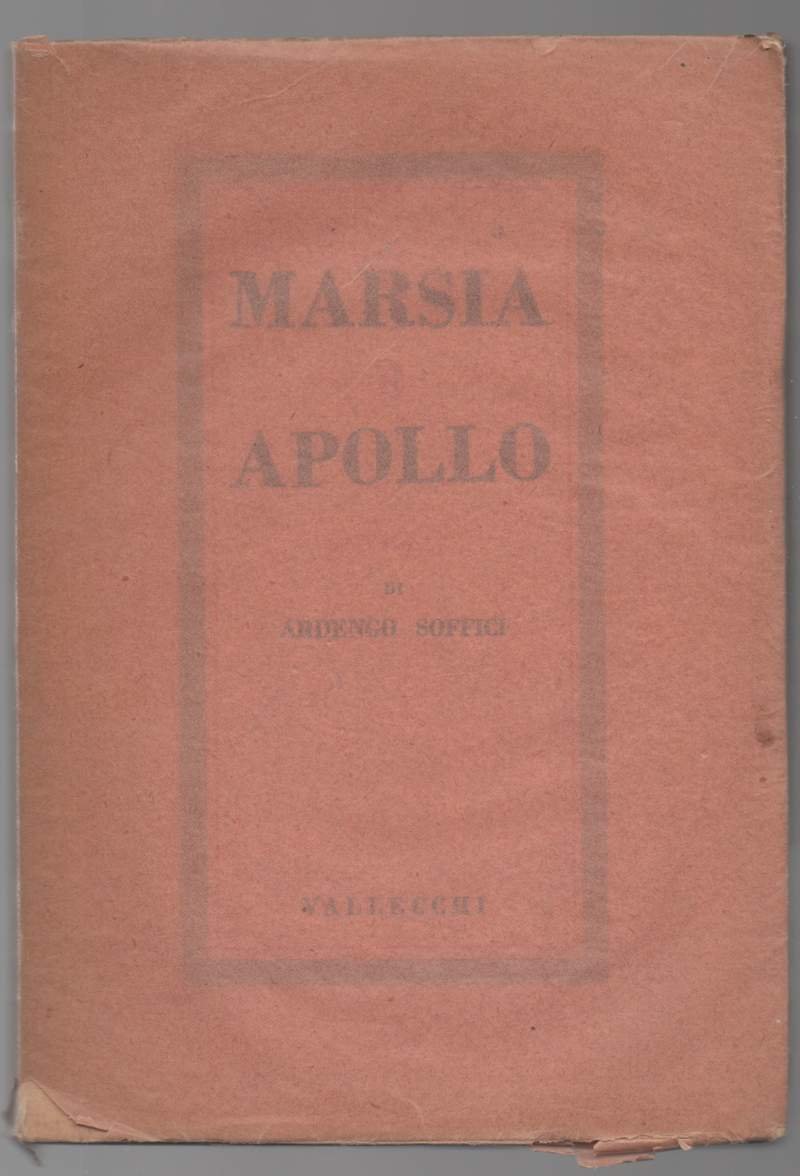 MARSIA
E
APOLLO
DI
ARDENGO SOFFICI
VALLECCHI